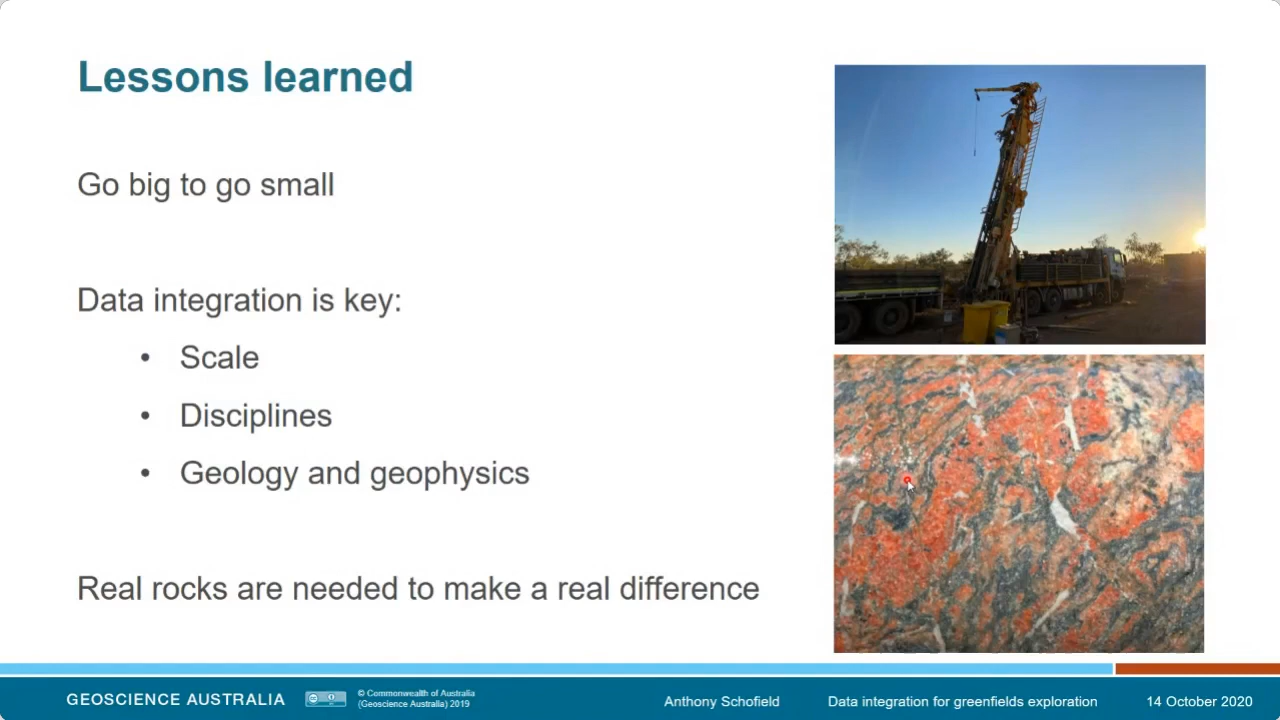 Lessons learned
Go big to go small
Data integration is key:
• Scale
• Disciplines
• Geology and geophysics
Real rocks are needed to make a real difference
GEOSCIENCE AUSTRALIA
© Commonwealth of Australia
(Geoscience Australia) 2019
Anthony Schofield
Data integration for greenfields exploration
14 October 2020